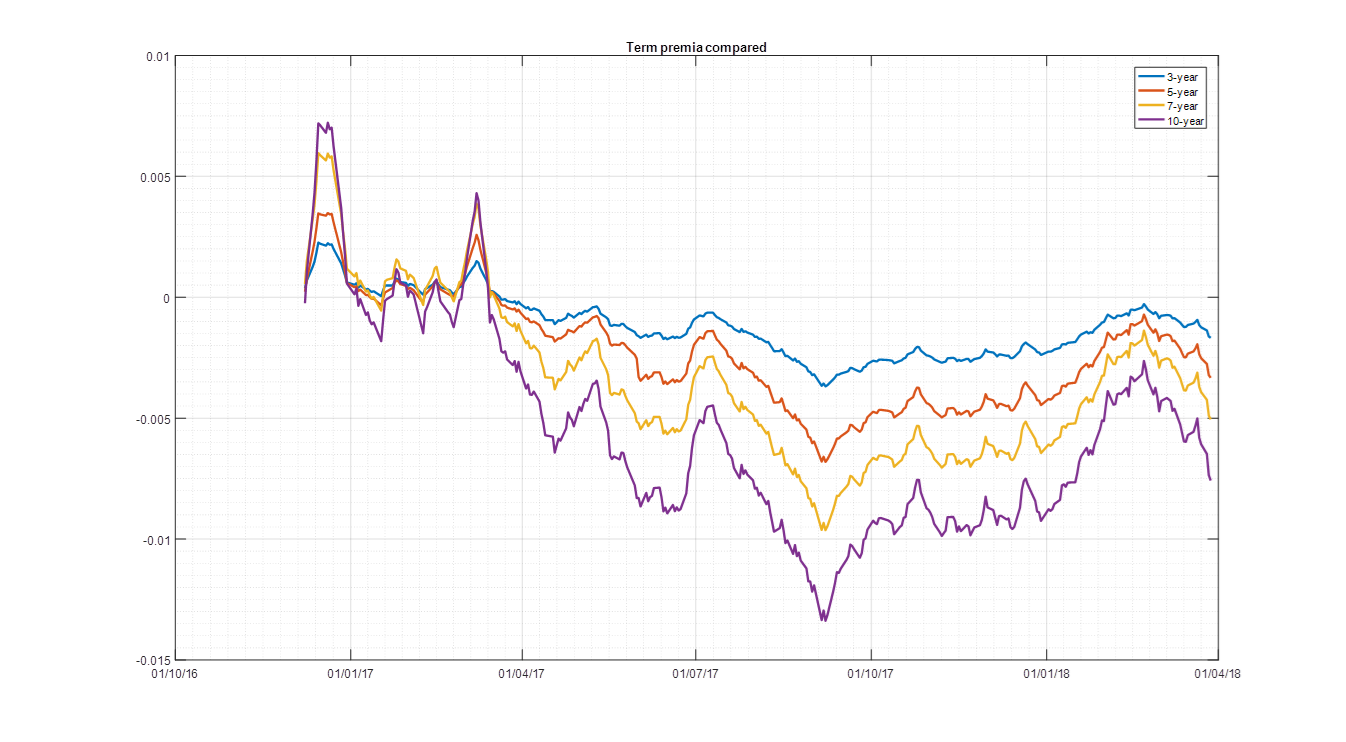 Term premia compared
0.01
0.005
0
-0.005
-0.01
-0.015
01/10/16 01/01/17 01/04/17 01/07/17 01/10/17 01/01/18 01/04/18
3-year
5-year
7-year
10-year